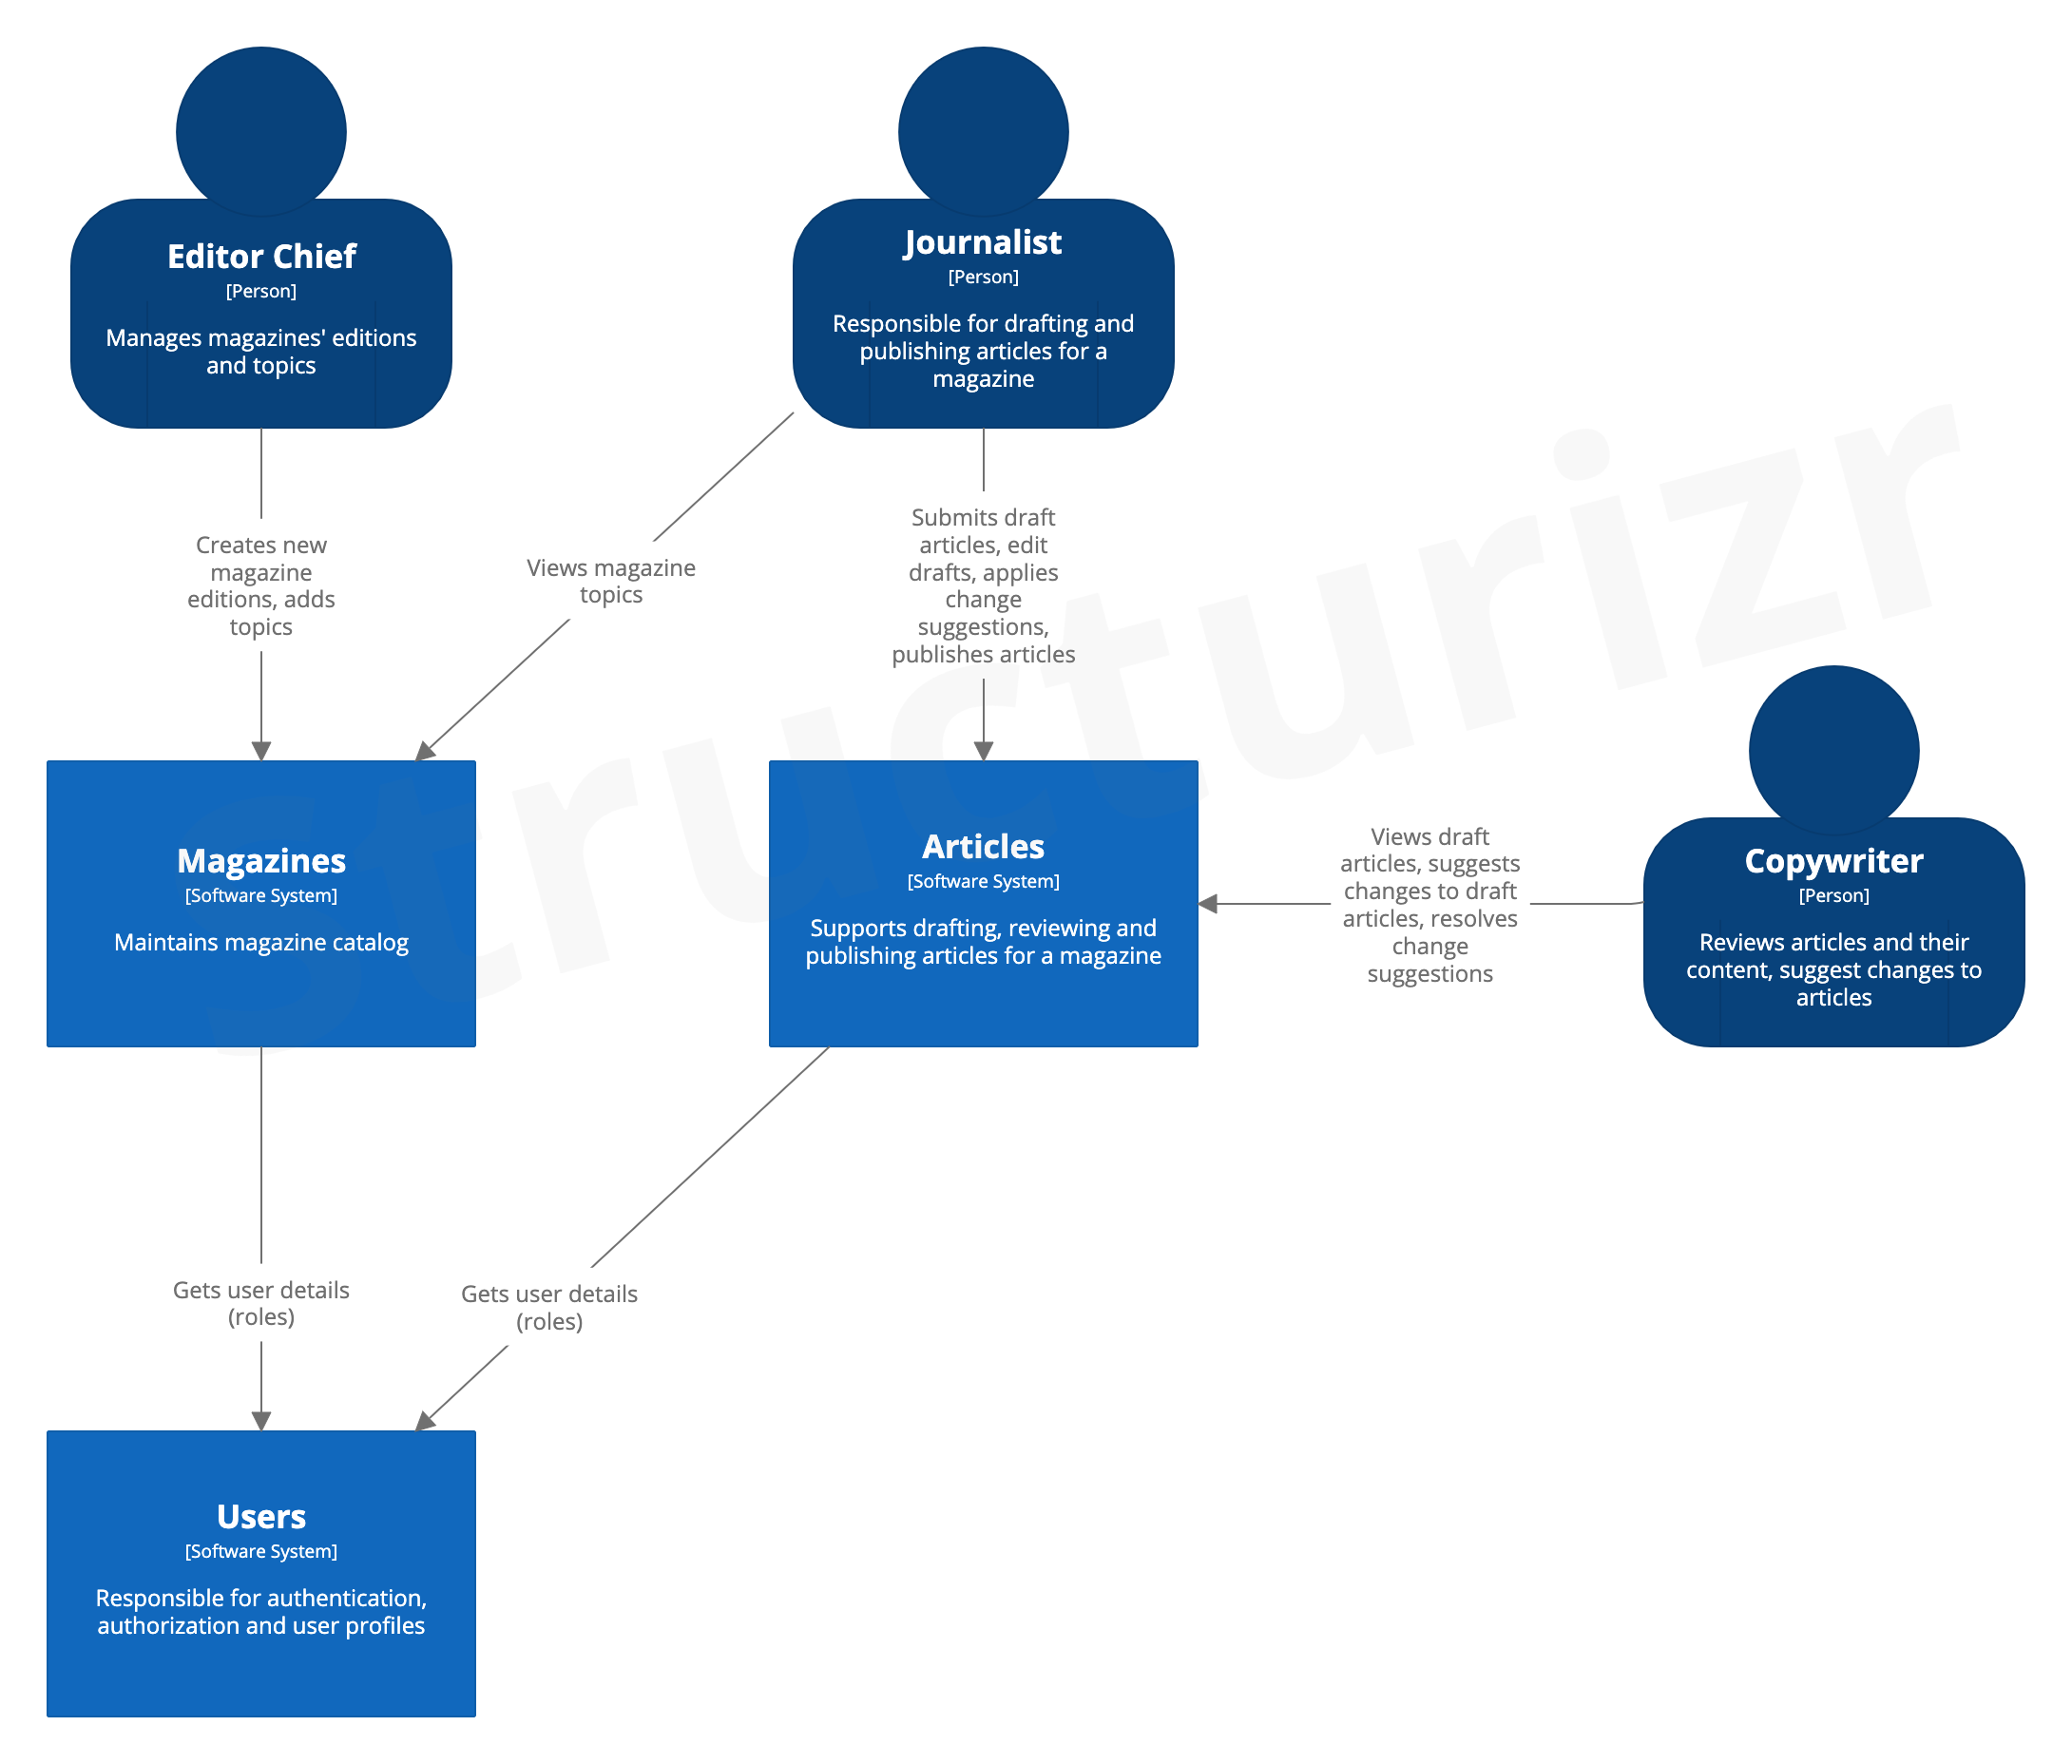 Editor Chief
[Person]
Manages magazines' editions
and topics
Journalist
[Person]
Responsible for drafting and
publishing articles for a
magazine
Creates new
magazine
editions, adds
topics
Views magazine
topics
Submits draft
articles, edit
drafts, applies
change
suggestions,
publishes articles
Magazines
[Software System]
Maintains magazine catalog
Articles
[Software System]
Supports drafting, reviewing and
publishing articles for a magazine
Views draft
articles, suggests
changes to draft
articles, resolves
change
suggestions
Copywriter
[Person]
Reviews articles and their
content, suggest changes to
articles
Gets user details
(roles)
Gets user details
(roles)
Users
[Software System]
Responsible for authentication,
authorization and user profiles
structurizr